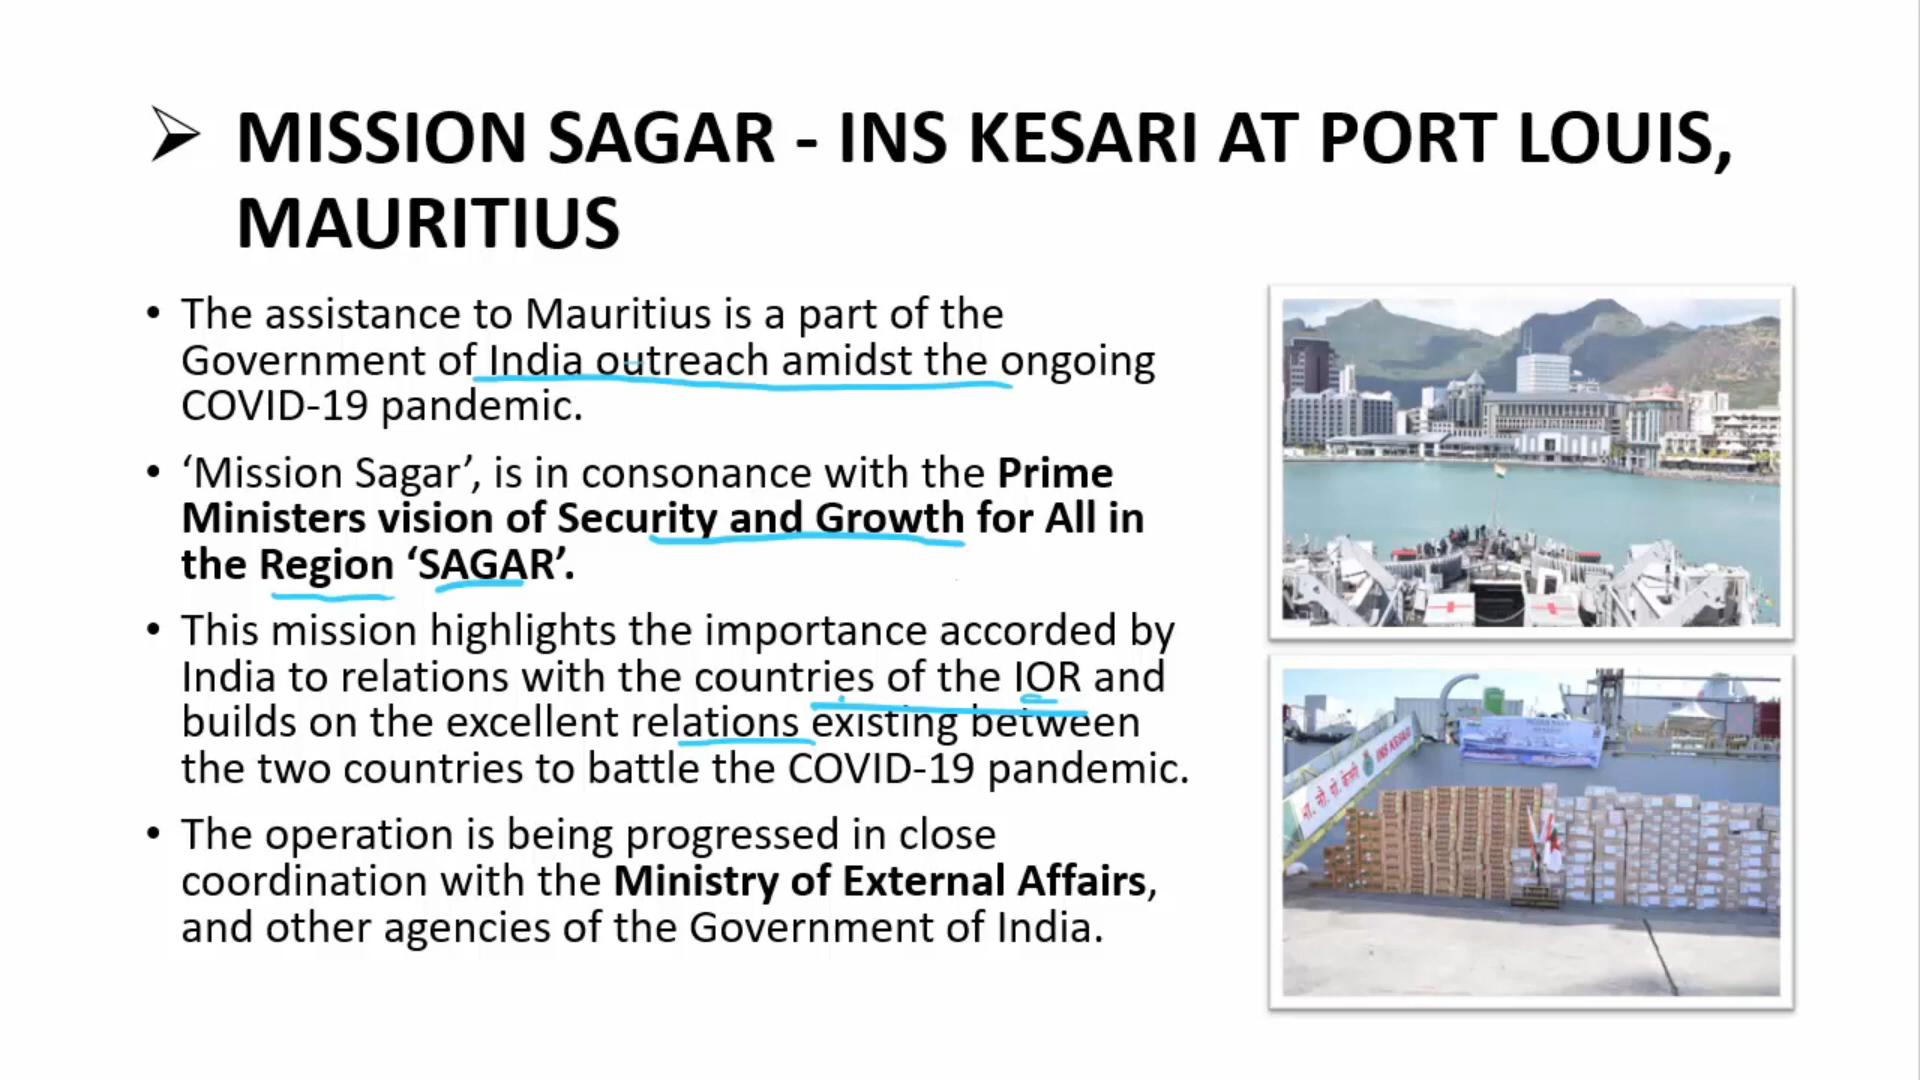 MISSION SAGAR - INS KESARI AT PORT LOUIS,
MAURITIUS
• The assistance to Mauritius is a part of the
Government of India outreach amidst the ongoing
COVID-19 pandemic.
• ‘Mission Sagar’, is in consonance with the Prime
Ministers vision of Security and Growth for All in
the Region ‘SAGAR’.
• This mission highlights the importance accorded by
India to relations with the countries of the IOR and
builds on the excellent relations existing between
the two countries to battle the COVID-19 pandemic.
• The operation is being progressed in close
coordination with the Ministry of External Affairs,
and other agencies of the Government of India.
भा. नौ. पो. केसरी INS KESARI